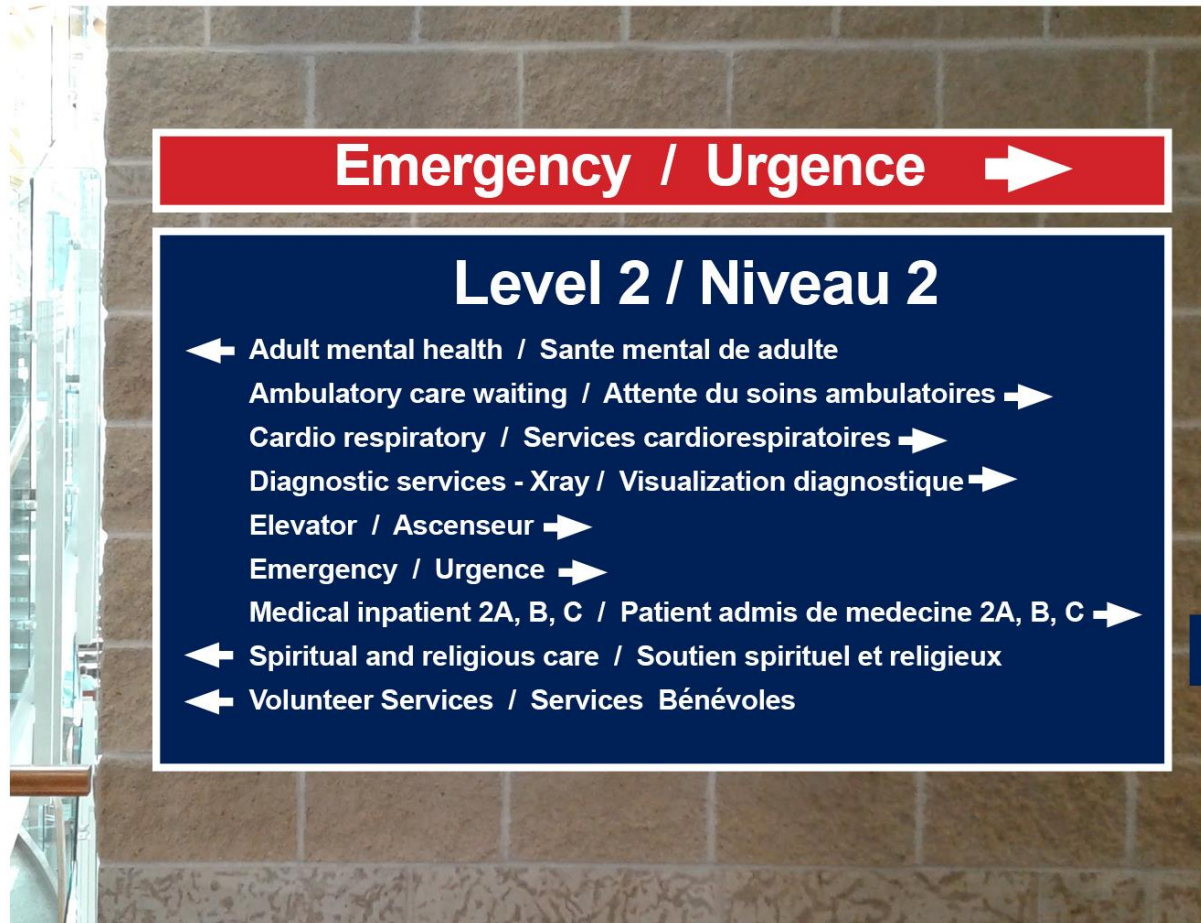 Emergency / Urgence
Level 2 / Niveau 2
Adult mental health / Sante mental de adulte
Ambulatory care waiting / Attente du soins ambulatoires
Cardio respiratory / Services cardiorespiratoires
Diagnostic services - Xray / Visualization diagnostique
Elevator / Ascenseur
Emergency / Urgence
Medical inpatient 2A, B, C / Patient admis de medecine 2A, B, C
Spiritual and religious care / Soutien spirituel et religieux
Volunteer Services / Services Bénévoles